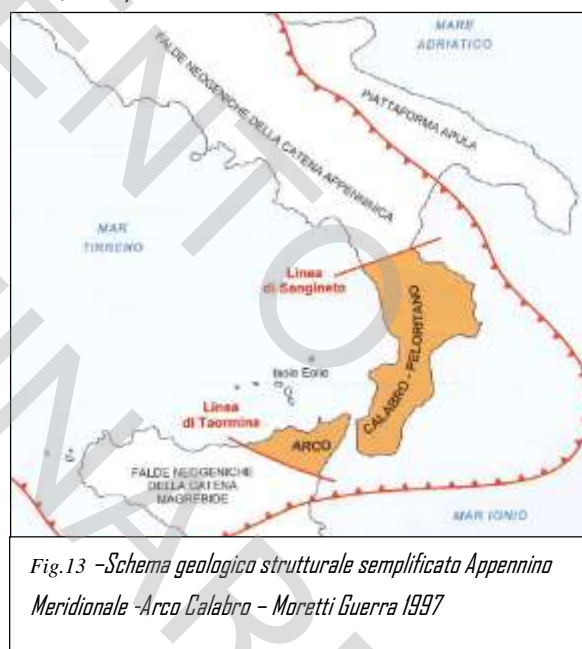 MARE
ADRIATICO
FALDE NEOGENICHE DELLA CATENA APPENNINICA
PIATTAFORMA APULA
MAR
TIRRENO
Linea
di Sangineto
CALABRO - PELORITANO
Isole Eolie
Linea
di Taormina
ARCO
FALDE NEOGENICHE
DELLA CATENA
MAGREBIDE
MAR IONIO
Fig.13 –Schema geologico strutturale semplificato Appennino
Meridionale -Arco Calabro – Moretti Guerra 1997